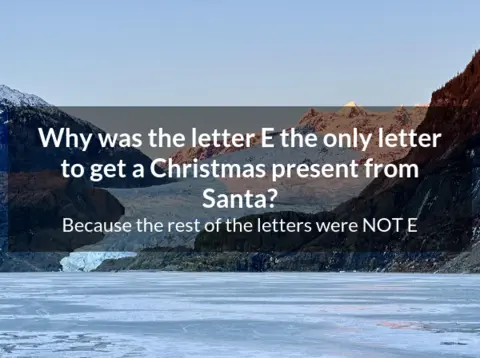 Why was the letter E the only letter
to get a Christmas present from
Santa?
Because the rest of the letters were NOT E